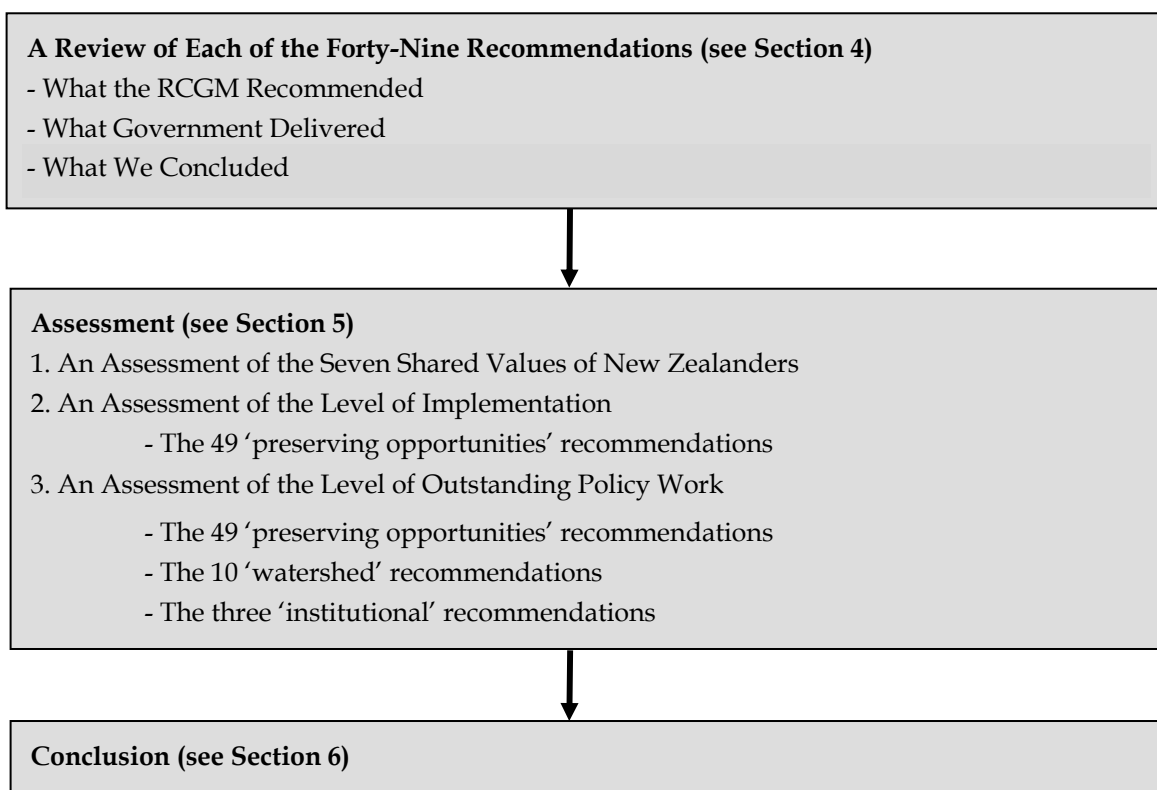 A Review of Each of the Forty-Nine Recommendations (see Section 4)
- What the RCGM Recommended
- What Government Delivered
- What We Concluded
Assessment (see Section 5)
1. An Assessment of the Seven Shared Values of New Zealanders
2. An Assessment of the Level of Implementation
- The 49 ‘preserving opportunities’ recommendations
3. An Assessment of the Level of Outstanding Policy Work
- The 49 ‘preserving opportunities’ recommendations
- The 10 ‘watershed’ recommendations
- The three ‘institutional’ recommendations
Conclusion (see Section 6)